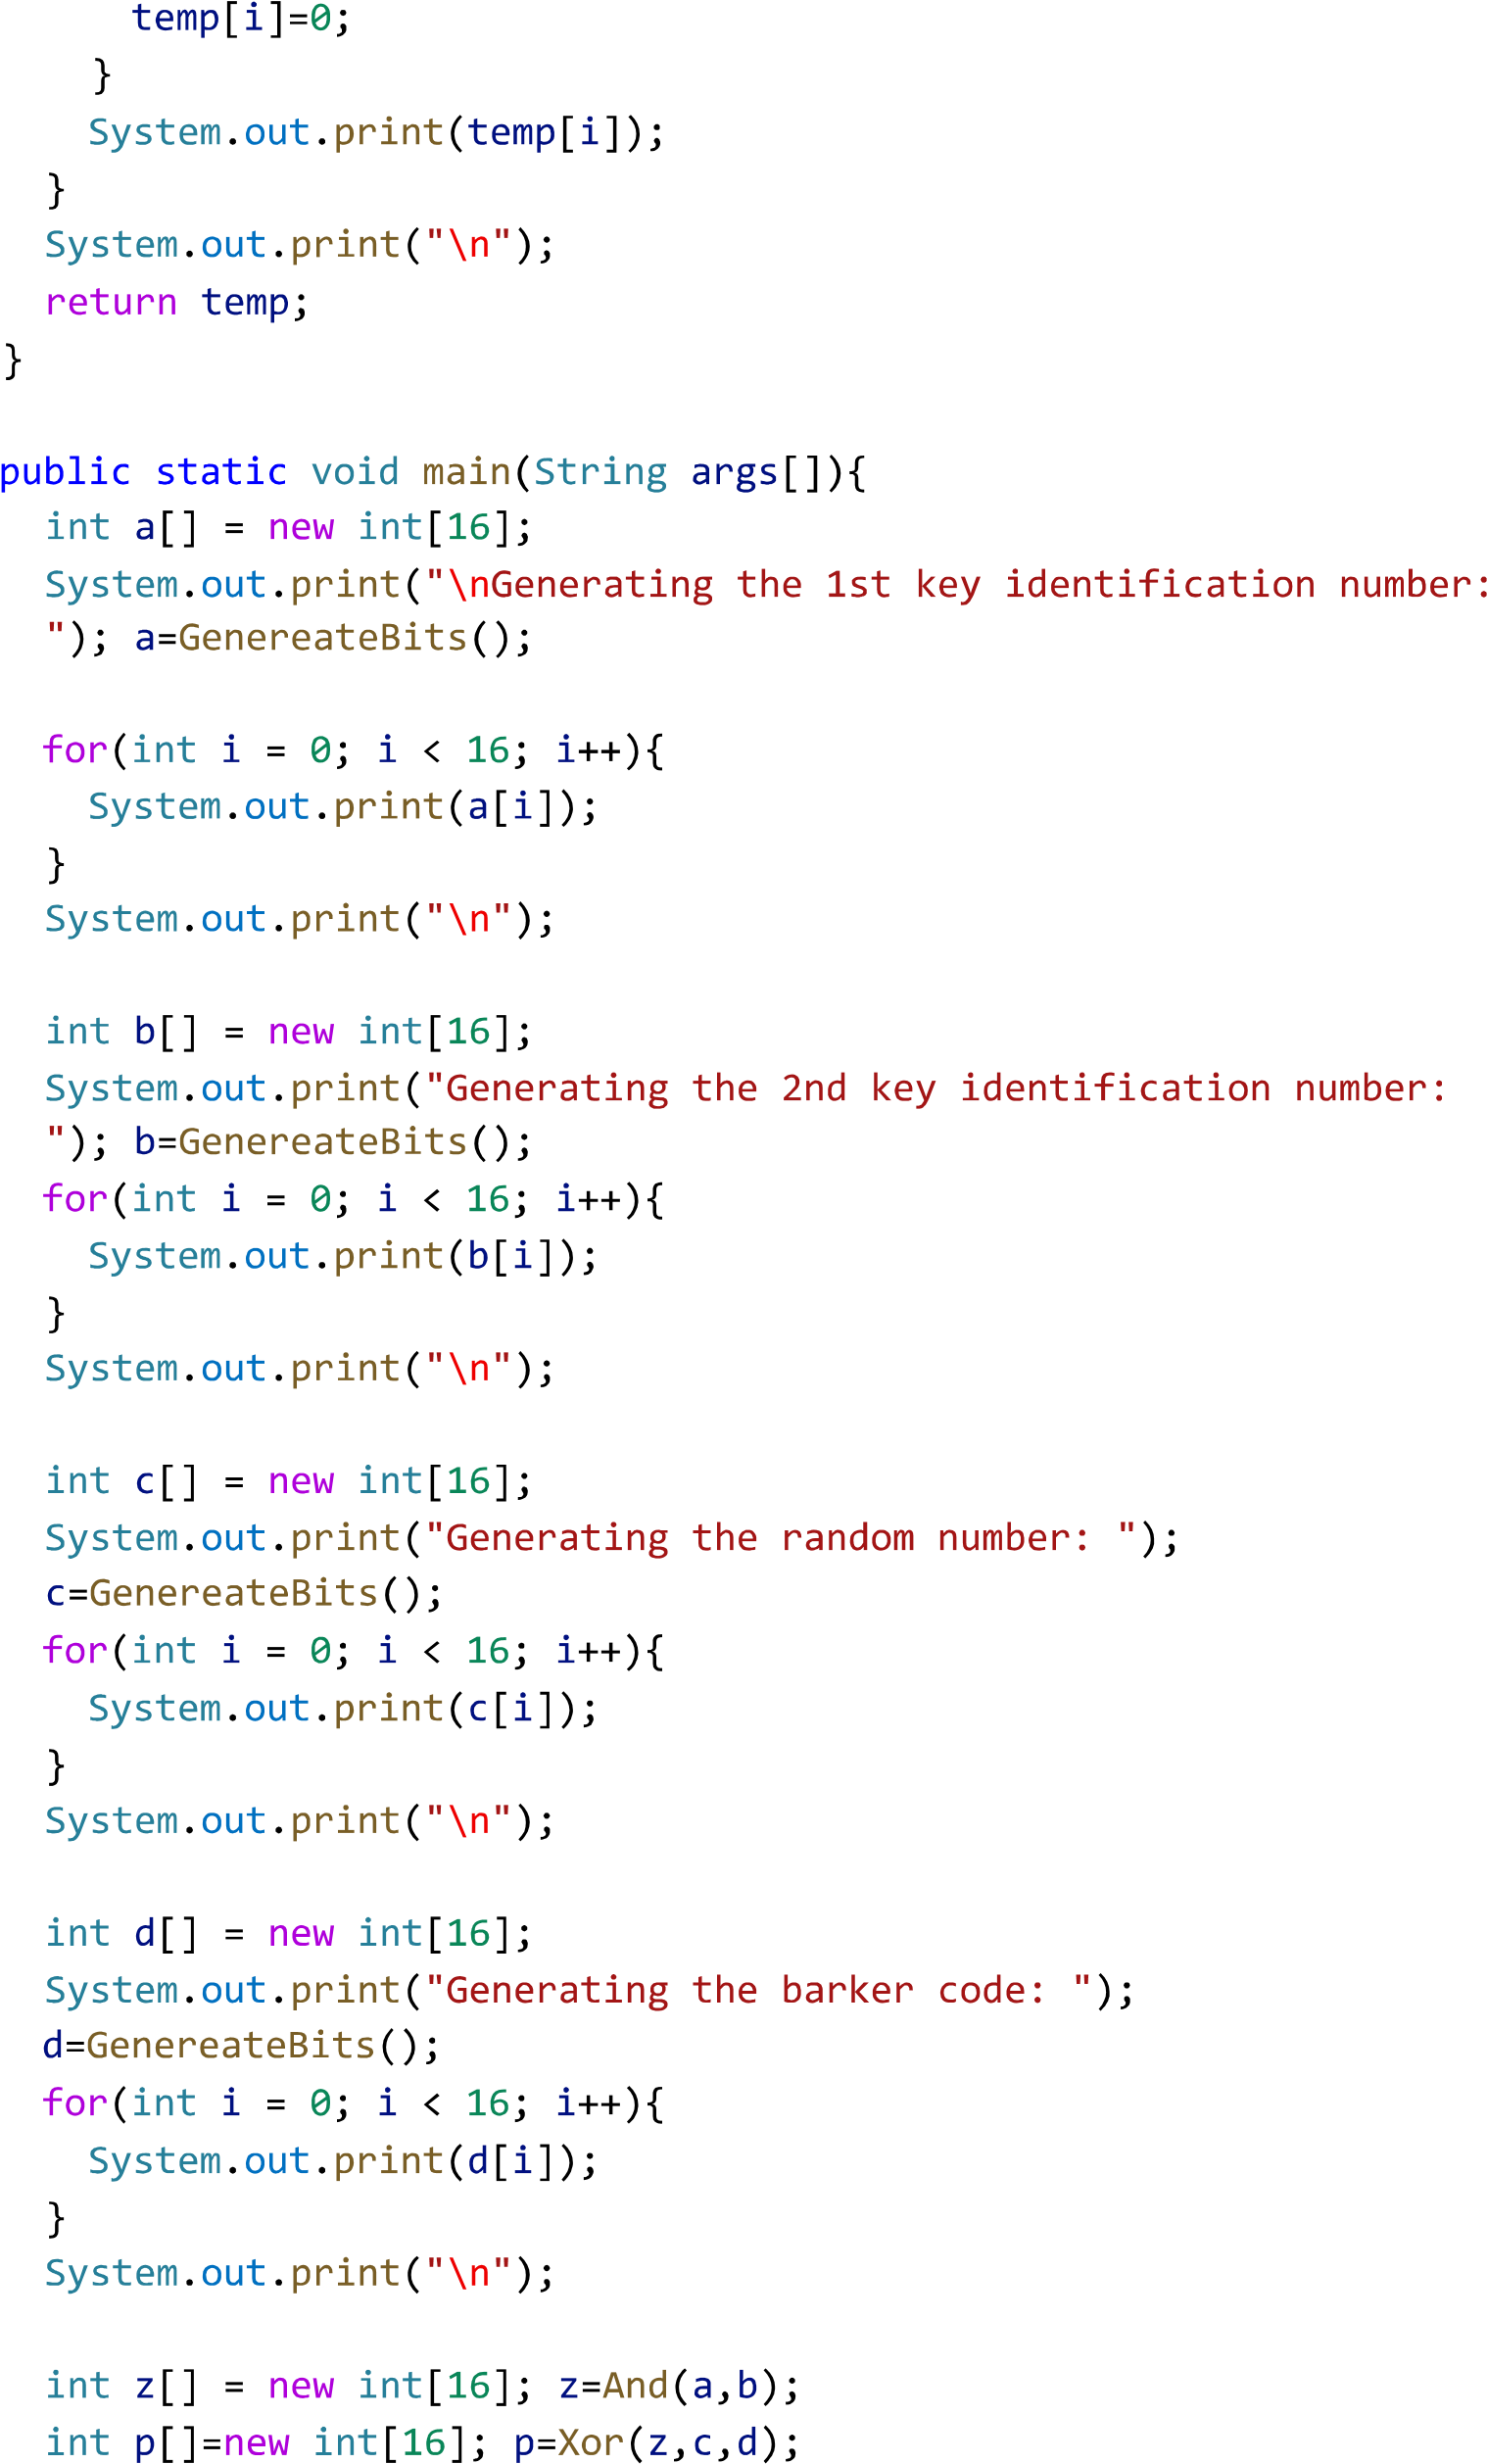 temp[i]=0;
    }
    System.out.print(temp[i]);
  }
  System.out.print("\n");
  return temp;
}

public static void main(String args[]){
  int a[] = new int[16];
  System.out.print("\nGenerating the 1st key identification number:
  "); a=GenereateBits();

  for(int i = 0; i < 16; i++){
    System.out.print(a[i]);
  }
  System.out.print("\n");

  int b[] = new int[16];
  System.out.print("Generating the 2nd key identification number:
  "); b=GenereateBits();
  for(int i = 0; i < 16; i++){
    System.out.print(b[i]);
  }
  System.out.print("\n");

  int c[] = new int[16];
  System.out.print("Generating the random number: ");
  c=GenereateBits();
  for(int i = 0; i < 16; i++){
    System.out.print(c[i]);
  }
  System.out.print("\n");

  int d[] = new int[16];
  System.out.print("Generating the barker code: ");
  d=GenereateBits();
  for(int i = 0; i < 16; i++){
    System.out.print(d[i]);
  }
  System.out.print("\n");

  int z[] = new int[16]; z=And(a,b);
  int p[]=new int[16]; p=Xor(z,c,d);